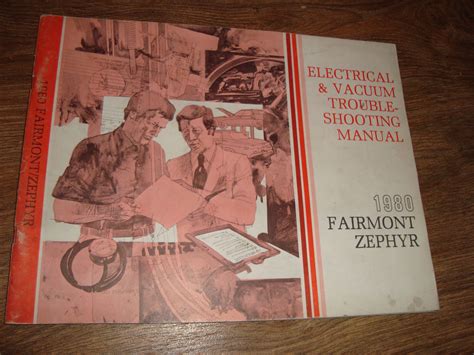 ELECTRICAL
& VACUUM
TROUBLE-
SHOOTING
MANUAL
1980
FAIRMONT
ZEPHYR
1980 FAIRMONT/ZEPHYR